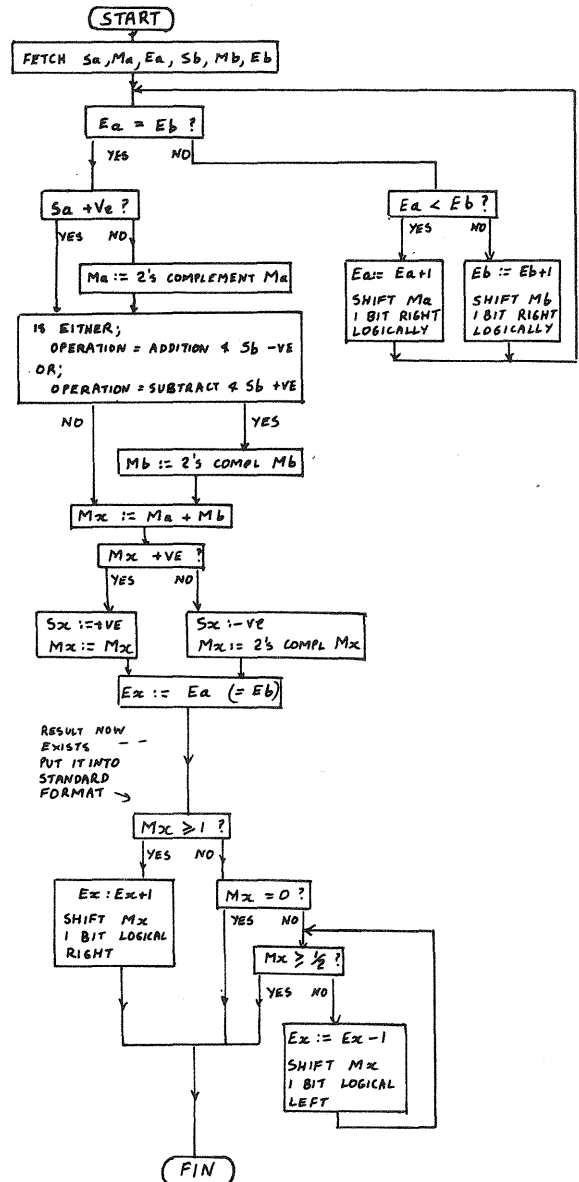 START
FETCH Sa, Ma, Ea, Sb, Mb, Eb
Ea = Eb ?
YES NO
Sa +Ve ?
YES NO
Ma := 2's COMPLEMENT Ma
Ea < Eb ?
YES NO
Ea:= Ea+1
SHIFT Ma
1 BIT RIGHT
LOGICALLY
Eb := Eb+1
SHIFT Mb
1 BIT RIGHT
LOGICALLY
IS EITHER;
OPERATION = ADDITION & Sb -VE
OR;
OPERATION = SUBTRACT & Sb +VE
NO YES
Mb := 2's COMPL Mb
Mx := Ma + Mb
Mx +VE ?
YES NO
Sx :=+VE
Mx := Mx
Sx :-ve
Mx := 2's COMPL Mx
Ex := Ea (= Eb)
RESULT NOW
EXISTS - -
PUT IT INTO
STANDARD
FORMAT
Mx ≥ 1 ?
YES NO
Ex : Ex+1
SHIFT Mx
1 BIT LOGICAL
RIGHT
Mx = 0 ?
YES NO
Mx ≥ ½ ?
YES NO
Ex := Ex -1
SHIFT Mx
1 BIT LOGICAL
LEFT
FIN